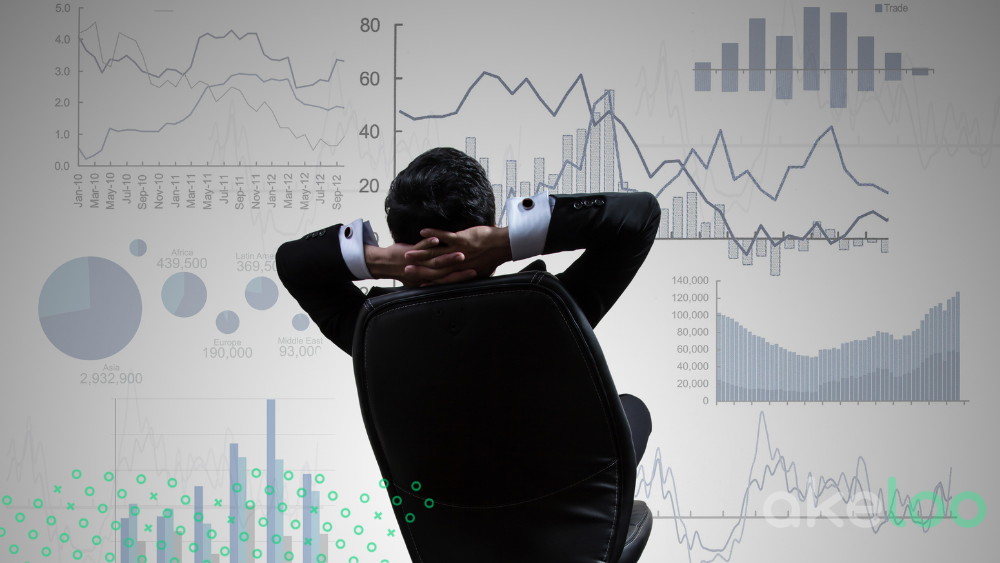 5.0
4.0
3.0
2.0
1.0
0.0
Jan-10
Mar-10
May-10
Jul-10
Sep-10
Nov-10
Jan-11
Mar-11
May-11
Jul-11
Sep-11
Nov-11
Jan-12
Mar-12
May-12
Jul-12
Sep-12
80
60
40
20
Trade
Africa
439,500
Latin Amer
369,50
Europe
190,000
Middle East
93,000
Asia
2,932,900
140,000
120,000
100,000
80,000
60,000
40,000
20,000
0
akeloo